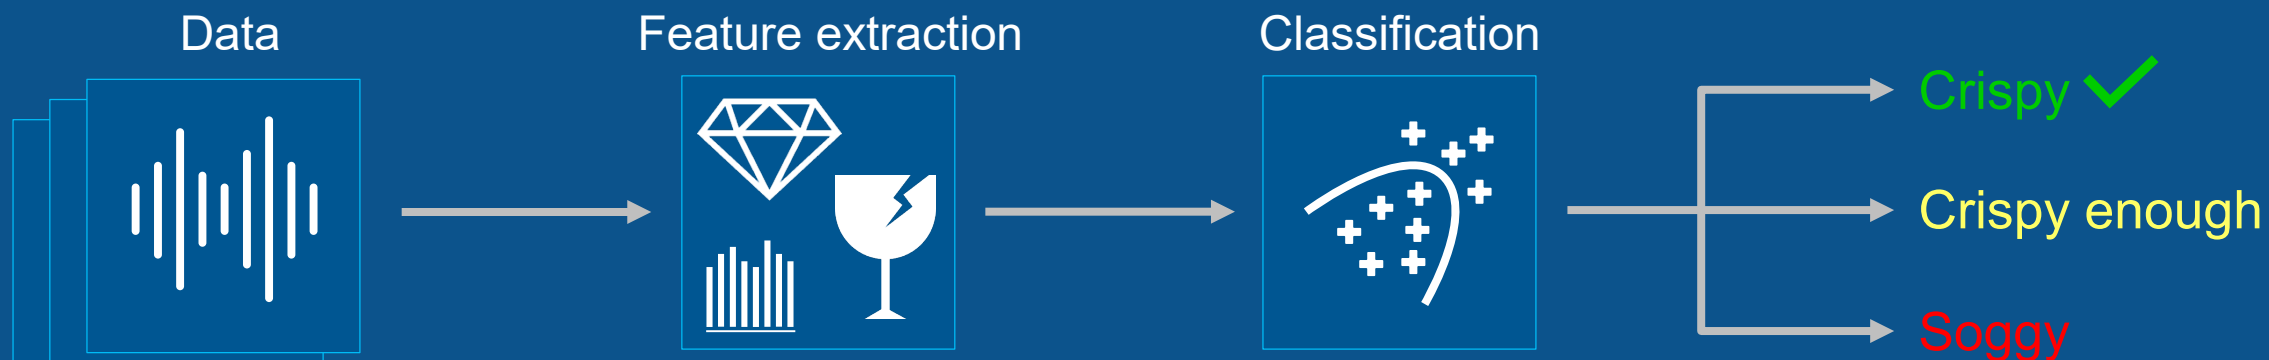 Data
Feature extraction
Classification
Crispy
Crispy enough
Soggy